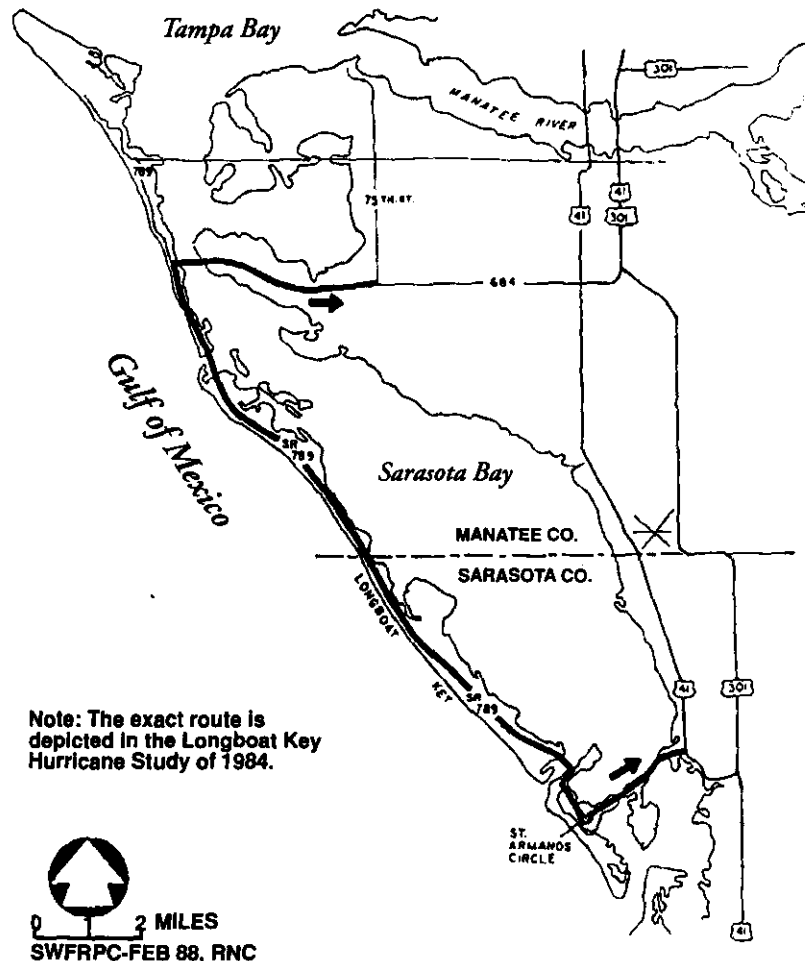 Tampa Bay
301
MANATEE RIVER
789
75TH. ST.
41
41
301
684
Gulf of Mexico
SR
789
Sarasota Bay
MANATEE CO.
SARASOTA CO.
LONGBOAT
KEY
SR
789
41
301
Note: The exact route is
depicted in the Longboat Key
Hurricane Study of 1984.
ST.
ARMANDS
CIRCLE
0 1 2 MILES
41
SWFRPC-FEB 88, RNC